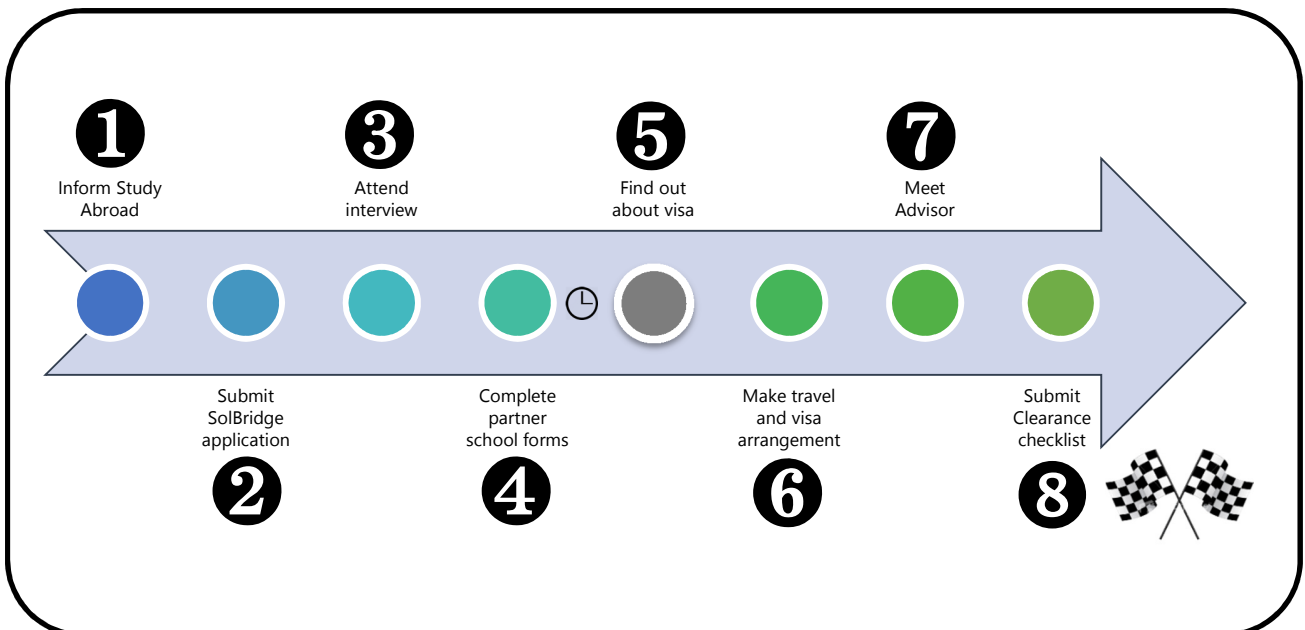 1
Inform Study
Abroad
2
Submit
SolBridge
application
3
Attend
interview
4
Complete
partner
school forms
5
Find out
about visa
6
Make travel
and visa
arrangement
7
Meet
Advisor
8
Submit
Clearance
checklist